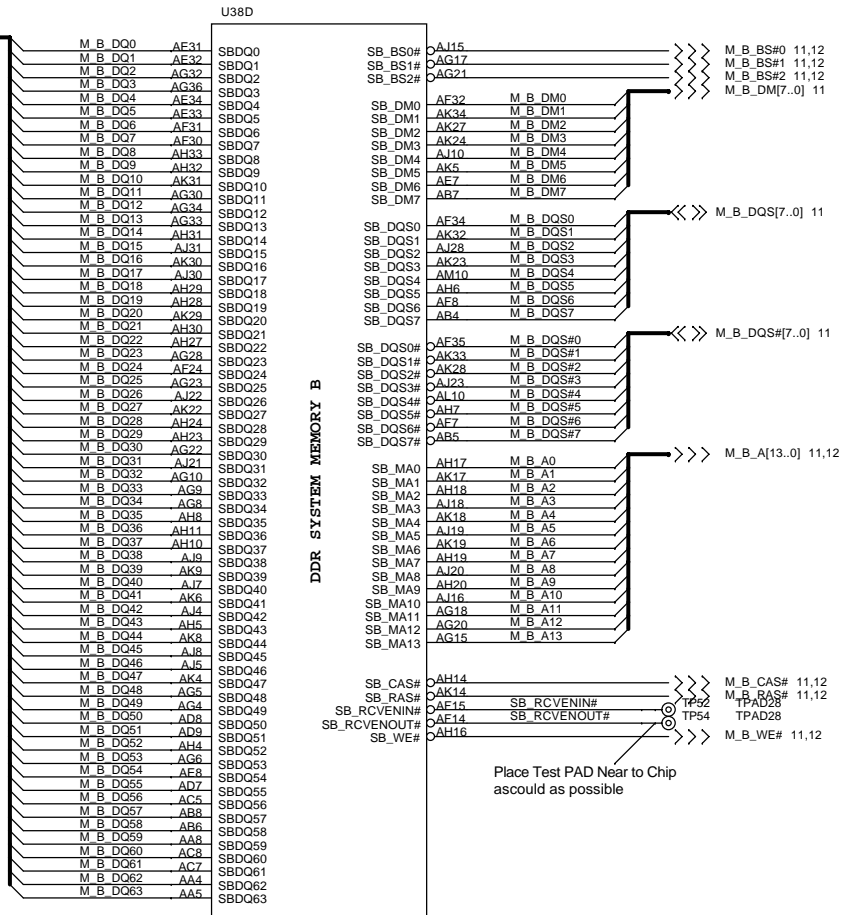 U38D
M_B_DQ0 AE31 SBDQ0
M_B_DQ1 AE32 SBDQ1
M_B_DQ2 AG32 SBDQ2
M_B_DQ3 AG36 SBDQ3
M_B_DQ4 AE34 SBDQ4
M_B_DQ5 AE33 SBDQ5
M_B_DQ6 AF31 SBDQ6
M_B_DQ7 AF30 SBDQ7
M_B_DQ8 AH33 SBDQ8
M_B_DQ9 AH32 SBDQ9
M_B_DQ10 AK31 SBDQ10
M_B_DQ11 AG30 SBDQ11
M_B_DQ12 AG34 SBDQ12
M_B_DQ13 AG33 SBDQ13
M_B_DQ14 AH31 SBDQ14
M_B_DQ15 AJ31 SBDQ15
M_B_DQ16 AK30 SBDQ16
M_B_DQ17 AJ30 SBDQ17
M_B_DQ18 AH29 SBDQ18
M_B_DQ19 AH28 SBDQ19
M_B_DQ20 AK29 SBDQ20
M_B_DQ21 AH30 SBDQ21
M_B_DQ22 AH27 SBDQ22
M_B_DQ23 AG28 SBDQ23
M_B_DQ24 AF24 SBDQ24
M_B_DQ25 AG23 SBDQ25
M_B_DQ26 AJ22 SBDQ26
M_B_DQ27 AK22 SBDQ27
M_B_DQ28 AH24 SBDQ28
M_B_DQ29 AH23 SBDQ29
M_B_DQ30 AG22 SBDQ30
M_B_DQ31 AJ21 SBDQ31
M_B_DQ32 AG10 SBDQ32
M_B_DQ33 AG9 SBDQ33
M_B_DQ34 AG8 SBDQ34
M_B_DQ35 AH8 SBDQ35
M_B_DQ36 AH11 SBDQ36
M_B_DQ37 AH10 SBDQ37
M_B_DQ38 AJ9 SBDQ38
M_B_DQ39 AK9 SBDQ39
M_B_DQ40 AJ7 SBDQ40
M_B_DQ41 AK6 SBDQ41
M_B_DQ42 AJ4 SBDQ42
M_B_DQ43 AH5 SBDQ43
M_B_DQ44 AK8 SBDQ44
M_B_DQ45 AJ8 SBDQ45
M_B_DQ46 AJ5 SBDQ46
M_B_DQ47 AK4 SBDQ47
M_B_DQ48 AG5 SBDQ48
M_B_DQ49 AG4 SBDQ49
M_B_DQ50 AD8 SBDQ50
M_B_DQ51 AD9 SBDQ51
M_B_DQ52 AH4 SBDQ52
M_B_DQ53 AG6 SBDQ53
M_B_DQ54 AE8 SBDQ54
M_B_DQ55 AD7 SBDQ55
M_B_DQ56 AC5 SBDQ56
M_B_DQ57 AB8 SBDQ57
M_B_DQ58 AB6 SBDQ58
M_B_DQ59 AA8 SBDQ59
M_B_DQ60 AC8 SBDQ60
M_B_DQ61 AC7 SBDQ61
M_B_DQ62 AA4 SBDQ62
M_B_DQ63 AA5 SBDQ63
DDR SYSTEM MEMORY B
SB_BS0# AJ15 M_B_BS#0 11,12
SB_BS1# AG17 M_B_BS#1 11,12
SB_BS2# AG21 M_B_BS#2 11,12
M_B_DM[7..0] 11
SB_DM0 AF32 M_B_DM0
SB_DM1 AK34 M_B_DM1
SB_DM2 AK27 M_B_DM2
SB_DM3 AK24 M_B_DM3
SB_DM4 AJ10 M_B_DM4
SB_DM5 AK5 M_B_DM5
SB_DM6 AE7 M_B_DM6
SB_DM7 AB7 M_B_DM7
M_B_DQS[7..0] 11
SB_DQS0 AF34 M_B_DQS0
SB_DQS1 AK32 M_B_DQS1
SB_DQS2 AJ28 M_B_DQS2
SB_DQS3 AK23 M_B_DQS3
SB_DQS4 AM10 M_B_DQS4
SB_DQS5 AH6 M_B_DQS5
SB_DQS6 AF8 M_B_DQS6
SB_DQS7 AB4 M_B_DQS7
M_B_DQS#[7..0] 11
SB_DQS0# AF35 M_B_DQS#0
SB_DQS1# AK33 M_B_DQS#1
SB_DQS2# AK28 M_B_DQS#2
SB_DQS3# AJ23 M_B_DQS#3
SB_DQS4# AL10 M_B_DQS#4
SB_DQS5# AH7 M_B_DQS#5
SB_DQS6# AF7 M_B_DQS#6
SB_DQS7# AB5 M_B_DQS#7
M_B_A[13..0] 11,12
SB_MA0 AH17 M_B_A0
SB_MA1 AK17 M_B_A1
SB_MA2 AH18 M_B_A2
SB_MA3 AJ18 M_B_A3
SB_MA4 AK18 M_B_A4
SB_MA5 AJ19 M_B_A5
SB_MA6 AK19 M_B_A6
SB_MA7 AH19 M_B_A7
SB_MA8 AJ20 M_B_A8
SB_MA9 AH20 M_B_A9
SB_MA10 AJ16 M_B_A10
SB_MA11 AG18 M_B_A11
SB_MA12 AG20 M_B_A12
SB_MA13 AG15 M_B_A13
SB_CAS# AH14 M_B_CAS# 11,12
SB_RAS# AK14 M_B_RAS# 11,12
SB_RCVENIN# AF15 SB_RCVENIN# TP52 TPAD28
SB_RCVENOUT# AF14 SB_RCVENOUT# TP54 TPAD28
SB_WE# AH16 M_B_WE# 11,12
Place Test PAD Near to Chip
ascould as possible